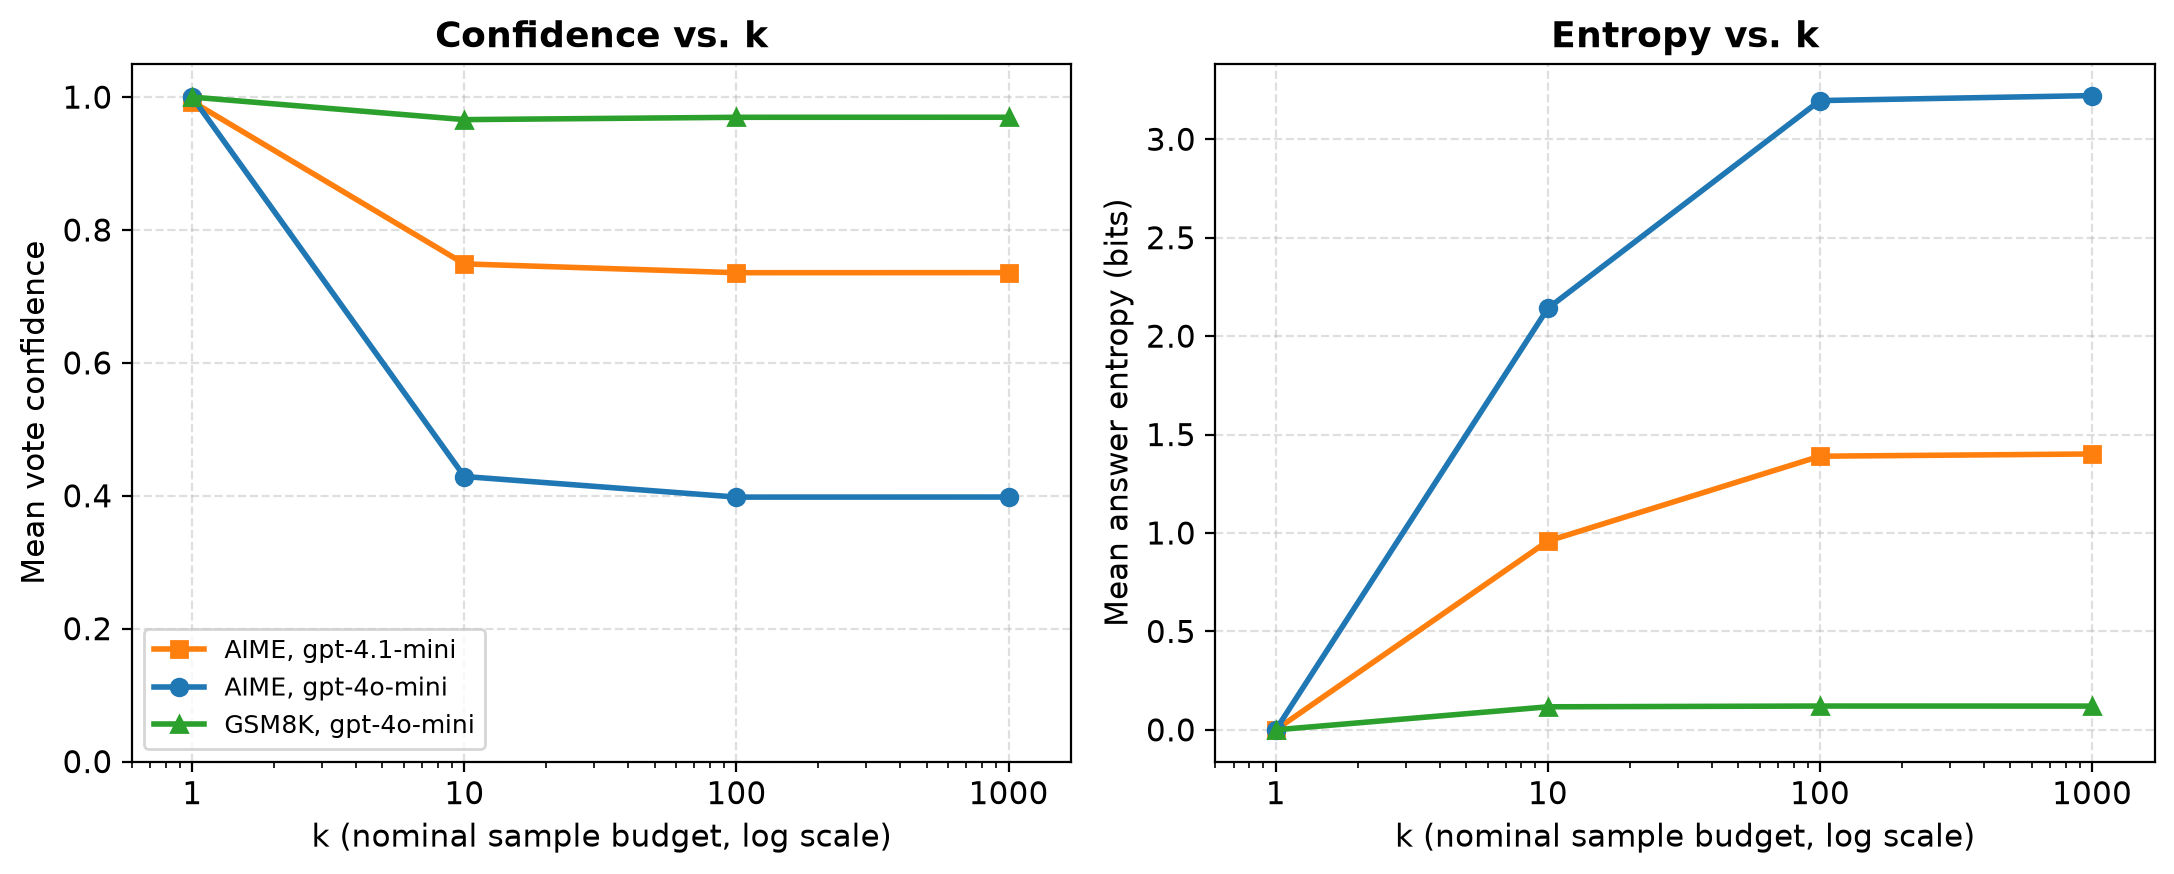 Confidence vs. k
Mean vote confidence
1.0
0.8
0.6
0.4
0.2
0.0
AIME, gpt-4.1-mini
AIME, gpt-4o-mini
GSM8K, gpt-4o-mini
1 10 100 1000
k (nominal sample budget, log scale)
Entropy vs. k
Mean answer entropy (bits)
3.0
2.5
2.0
1.5
1.0
0.5
0.0
1 10 100 1000
k (nominal sample budget, log scale)